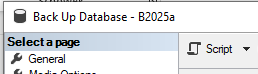 Back Up Database - B2025a
Select a page
General
Media Options
Script